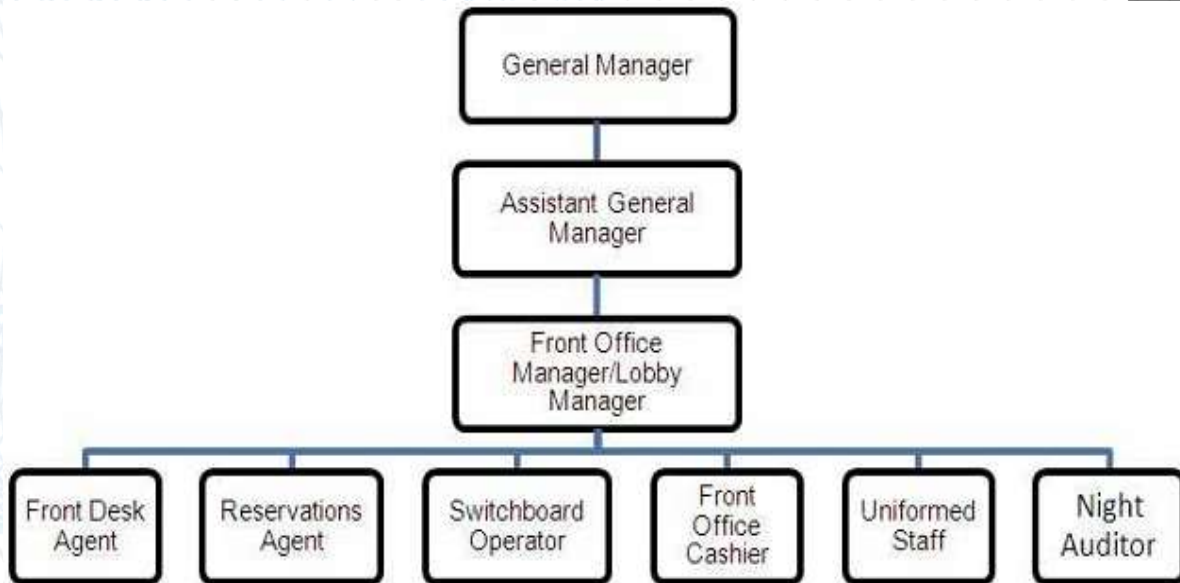 General Manager
Assistant General
Manager
Front Office
Manager/Lobby
Manager
Front Desk
Agent
Reservations
Agent
Switchboard
Operator
Front
Office
Cashier
Uniformed
Staff
Night
Auditor